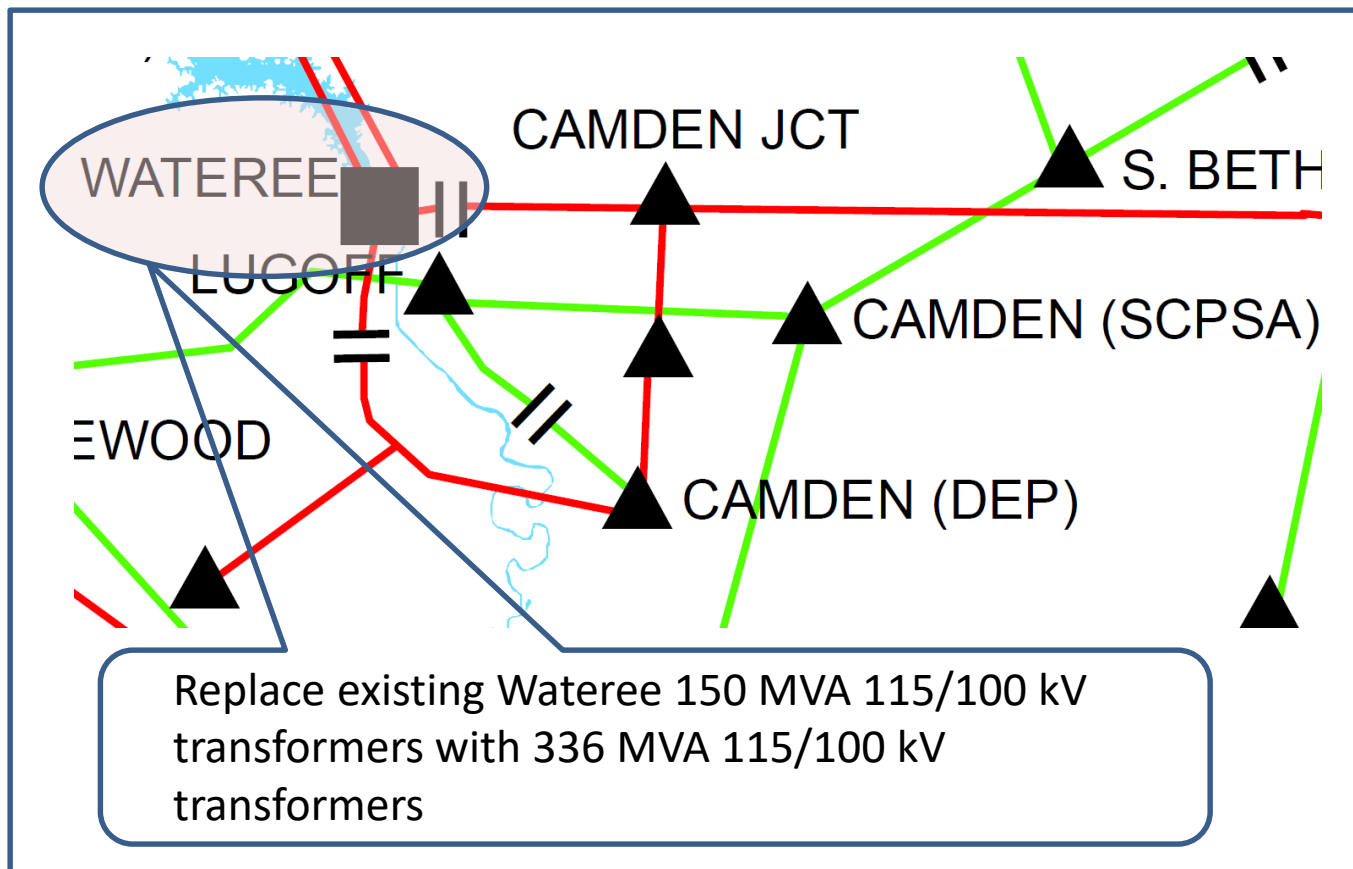 CAMDEN JCT
WATEREE
S. BETH
LUGOFF
CAMDEN (SCPSA)
EWOOD
CAMDEN (DEP)
Replace existing Wateree 150 MVA 115/100 kV
transformers with 336 MVA 115/100 kV
transformers